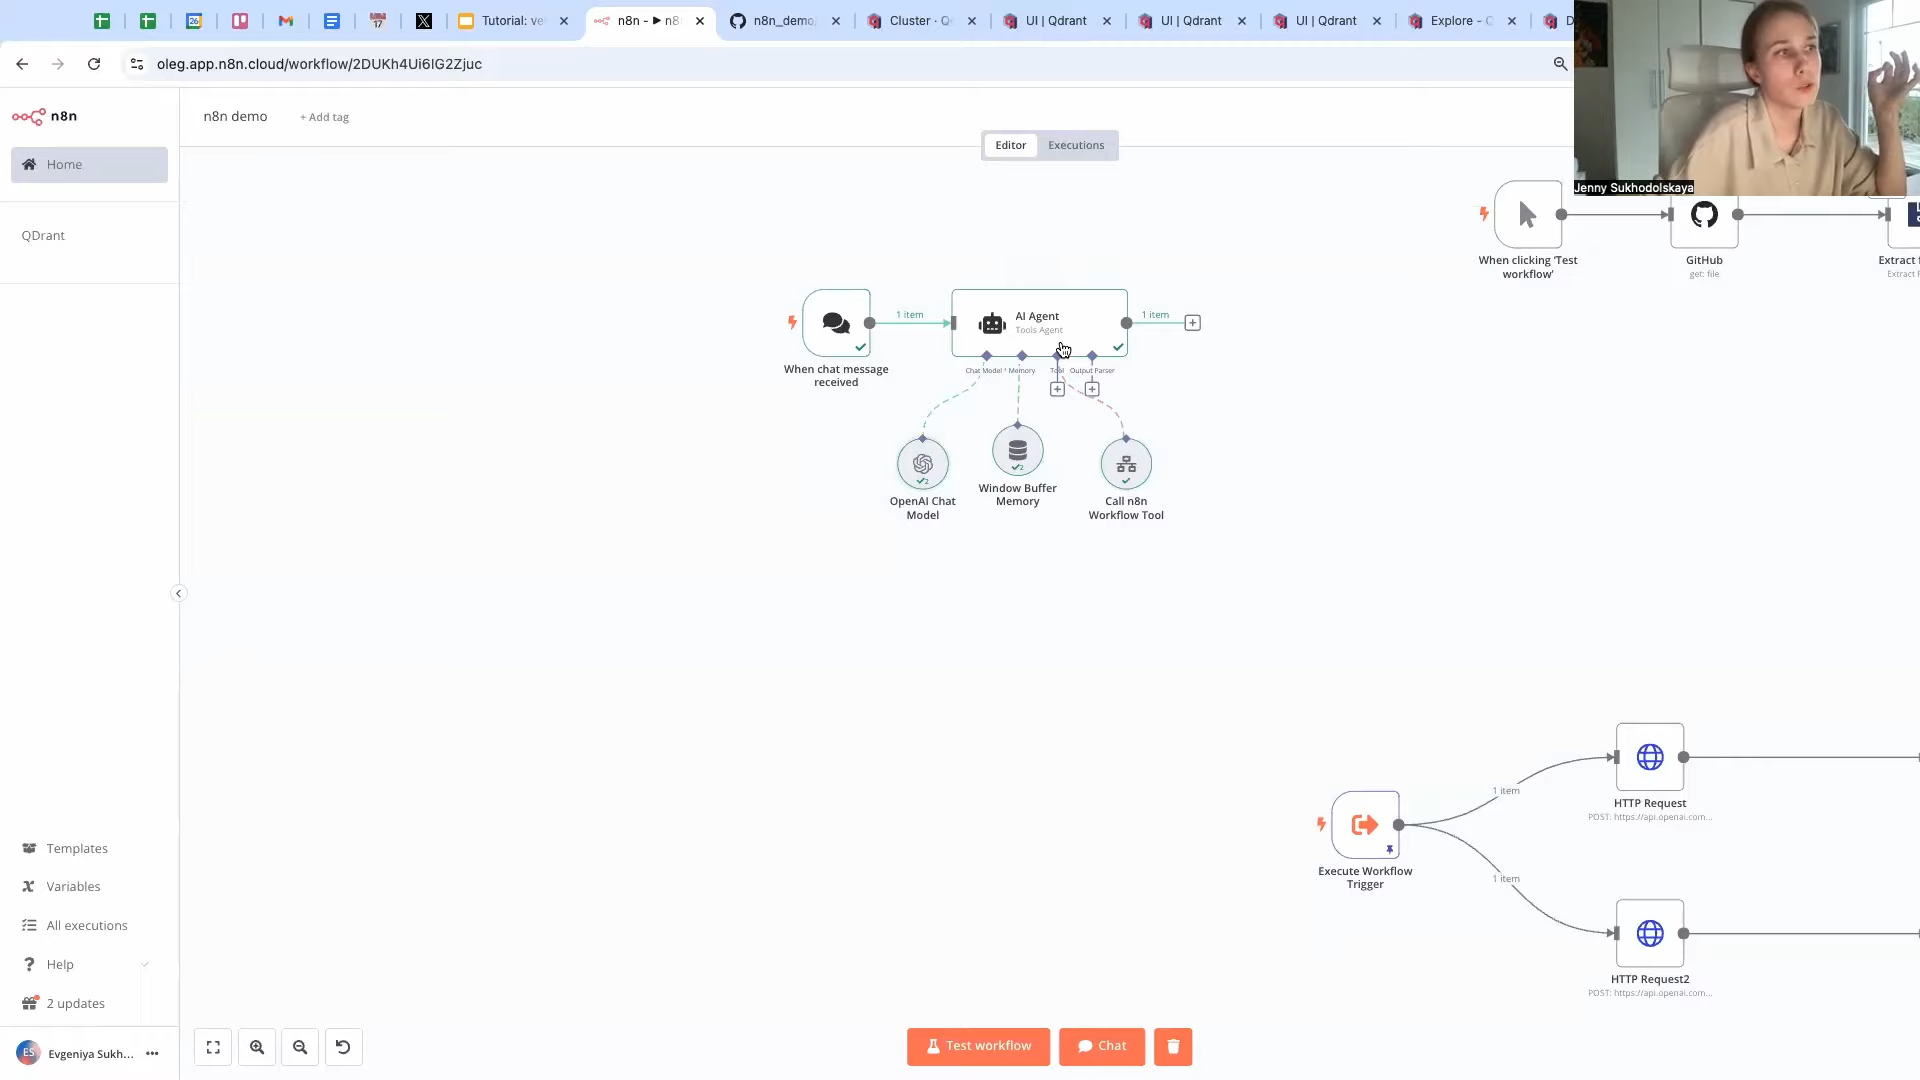 Tutorial: ve
n8n - ▶ n8
n8n_demo
Cluster · Q
UI | Qdrant
UI | Qdrant
UI | Qdrant
Explore - Q
D
oleg.app.n8n.cloud/workflow/2DUKh4Ui6IG2Zjuc
n8n
n8n demo
+ Add tag
Editor
Executions
Home
QDrant
Jenny Sukhodolskaya
When clicking ‘Test
workflow’
GitHub
get: file
Extract f
Extract F
1 item
AI Agent
Tools Agent
1 item
When chat message
received
Chat Model *
Memory
Tool
Output Parser
2
2
OpenAI Chat
Model
Window Buffer
Memory
Call n8n
Workflow Tool
HTTP Request
POST: https://api.openai.com...
1 item
Execute Workflow
Trigger
1 item
HTTP Request2
POST: https://api.openai.com...
Templates
Variables
All executions
Help
2 updates
ES
Evgeniya Sukh...
Test workflow
Chat